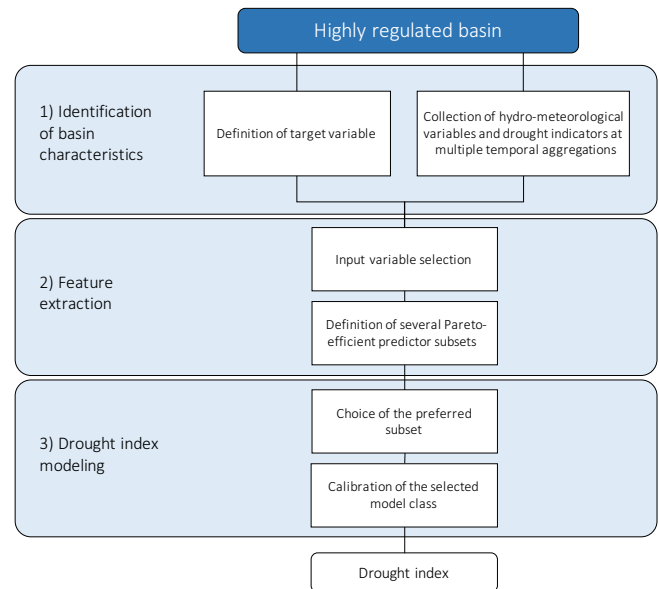 Highly regulated basin
1) Identification
of basin
characteristics
Definition of target variable
Collection of hydro-meteorological
variables and drought indicators at
multiple temporal aggregations
2) Feature
extraction
Input variable selection
Definition of several Pareto-
efficient predictor subsets
3) Drought index
modeling
Choice of the preferred
subset
Calibration of the selected
model class
Drought index